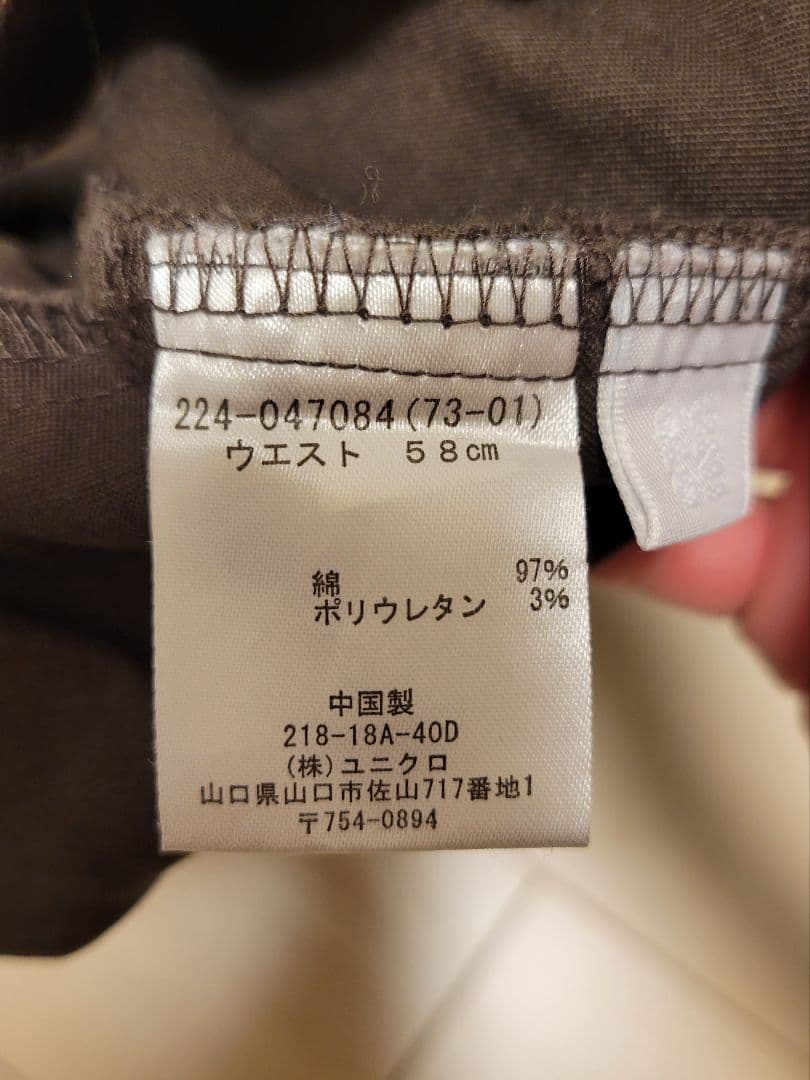 224-047084(73-01)
ウエスト 58cm
綿 97%
ポリウレタン 3%
中国製
218-18A-40D
(株)ユニクロ
山口県山口市佐山717番地1
〒754-0894